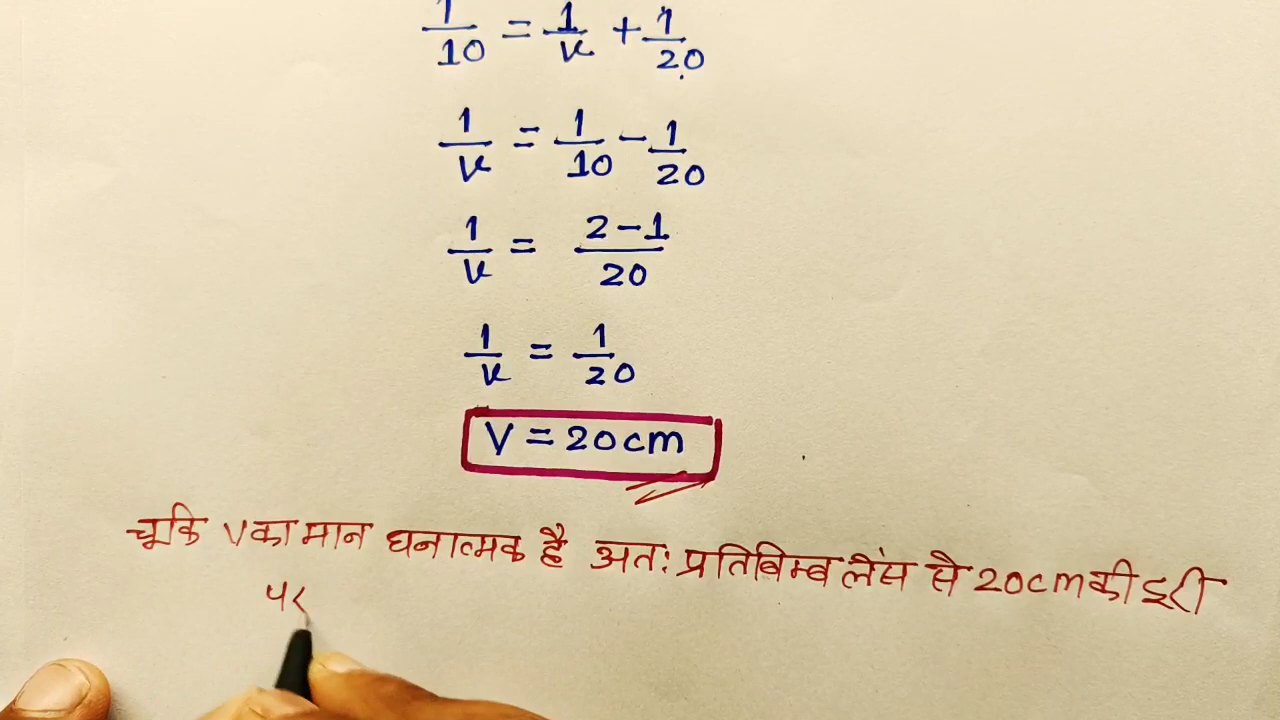 1/10 = 1/v + 1/20
1/v = 1/10 - 1/20
1/v = 2-1/20
1/v = 1/20
V = 20cm
चूकि V का मान घनात्मक है अतः प्रतिबिम्ब लेंस से 20cm की दूरी
पर